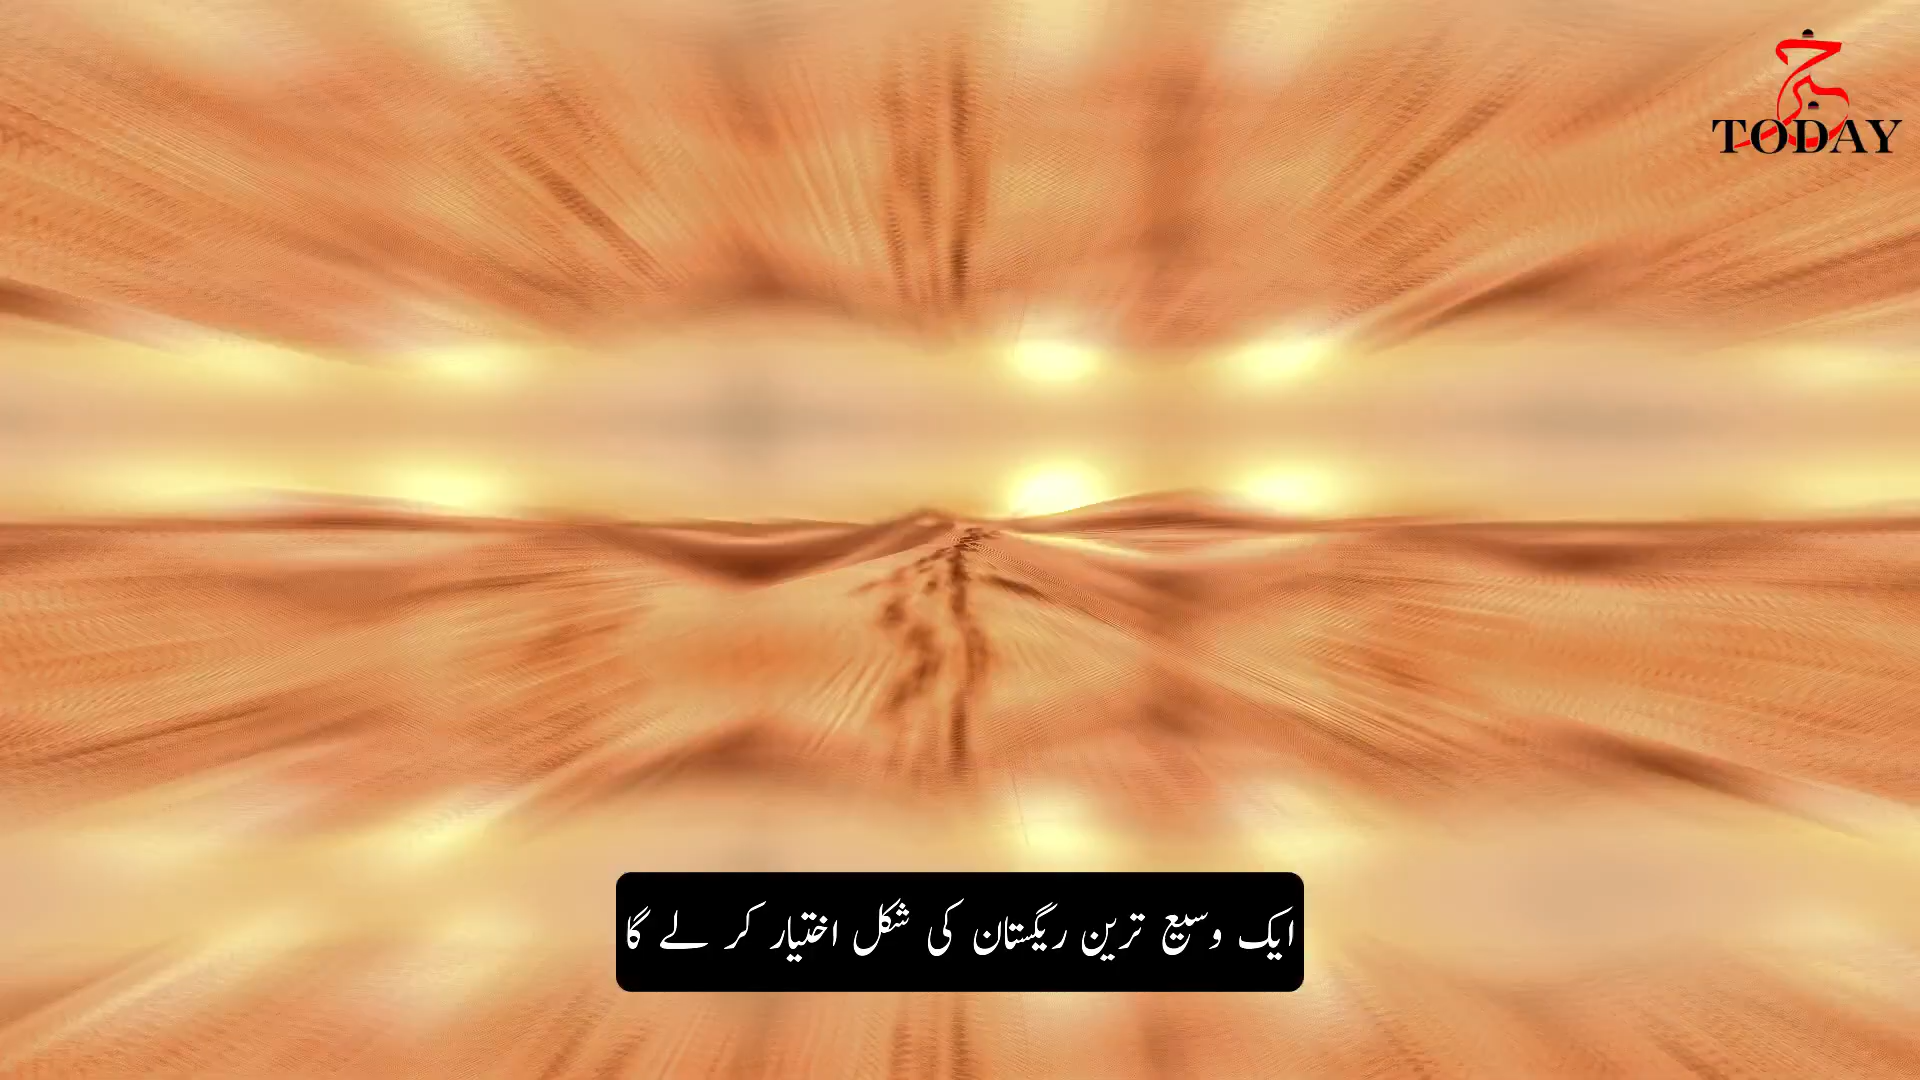 TODAY
ایک وسیع ترین ریگستان کی شکل اختیار کر لے گا